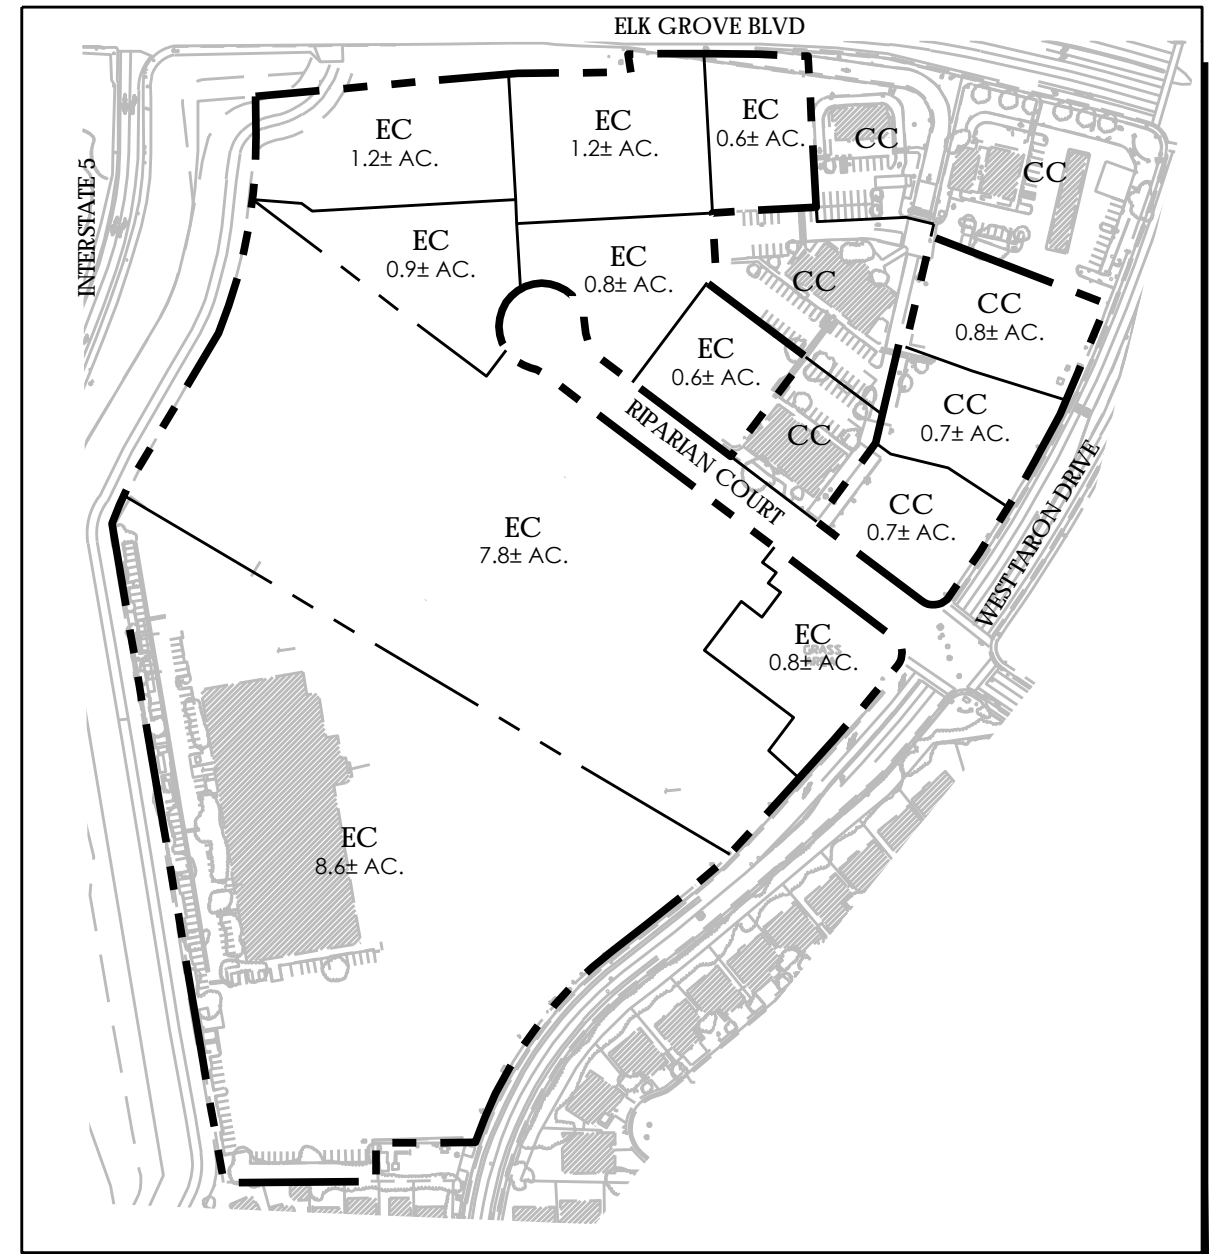 ELK GROVE BLVD
INTERSTATE 5
EC
1.2± AC.
EC
1.2± AC.
EC
0.6± AC.
CC
CC
EC
0.9± AC.
EC
0.8± AC.
CC
CC
0.8± AC.
EC
0.6± AC.
CC
0.7± AC.
CC
RIPARIAN COURT
CC
0.7± AC.
WEST TARON DRIVE
EC
7.8± AC.
EC
0.8± AC.
GRASS
EC
8.6± AC.